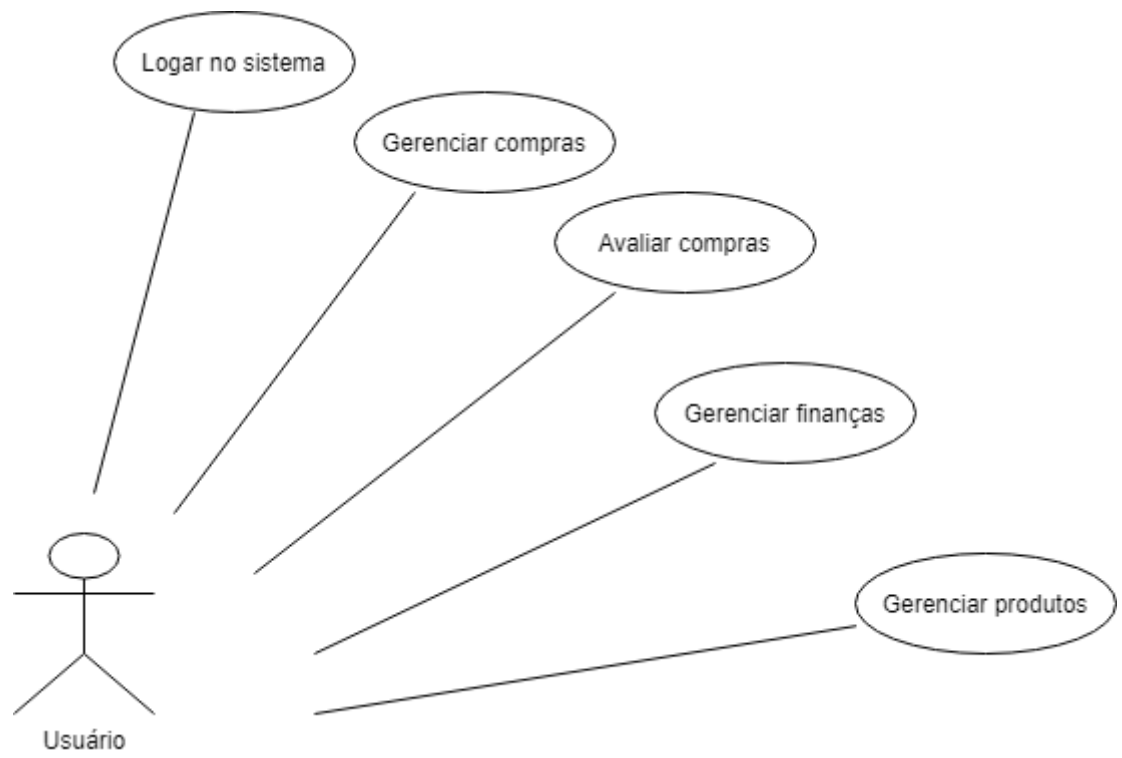 Logar no sistema
Gerenciar compras
Avaliar compras
Gerenciar finanças
Gerenciar produtos
Usuário